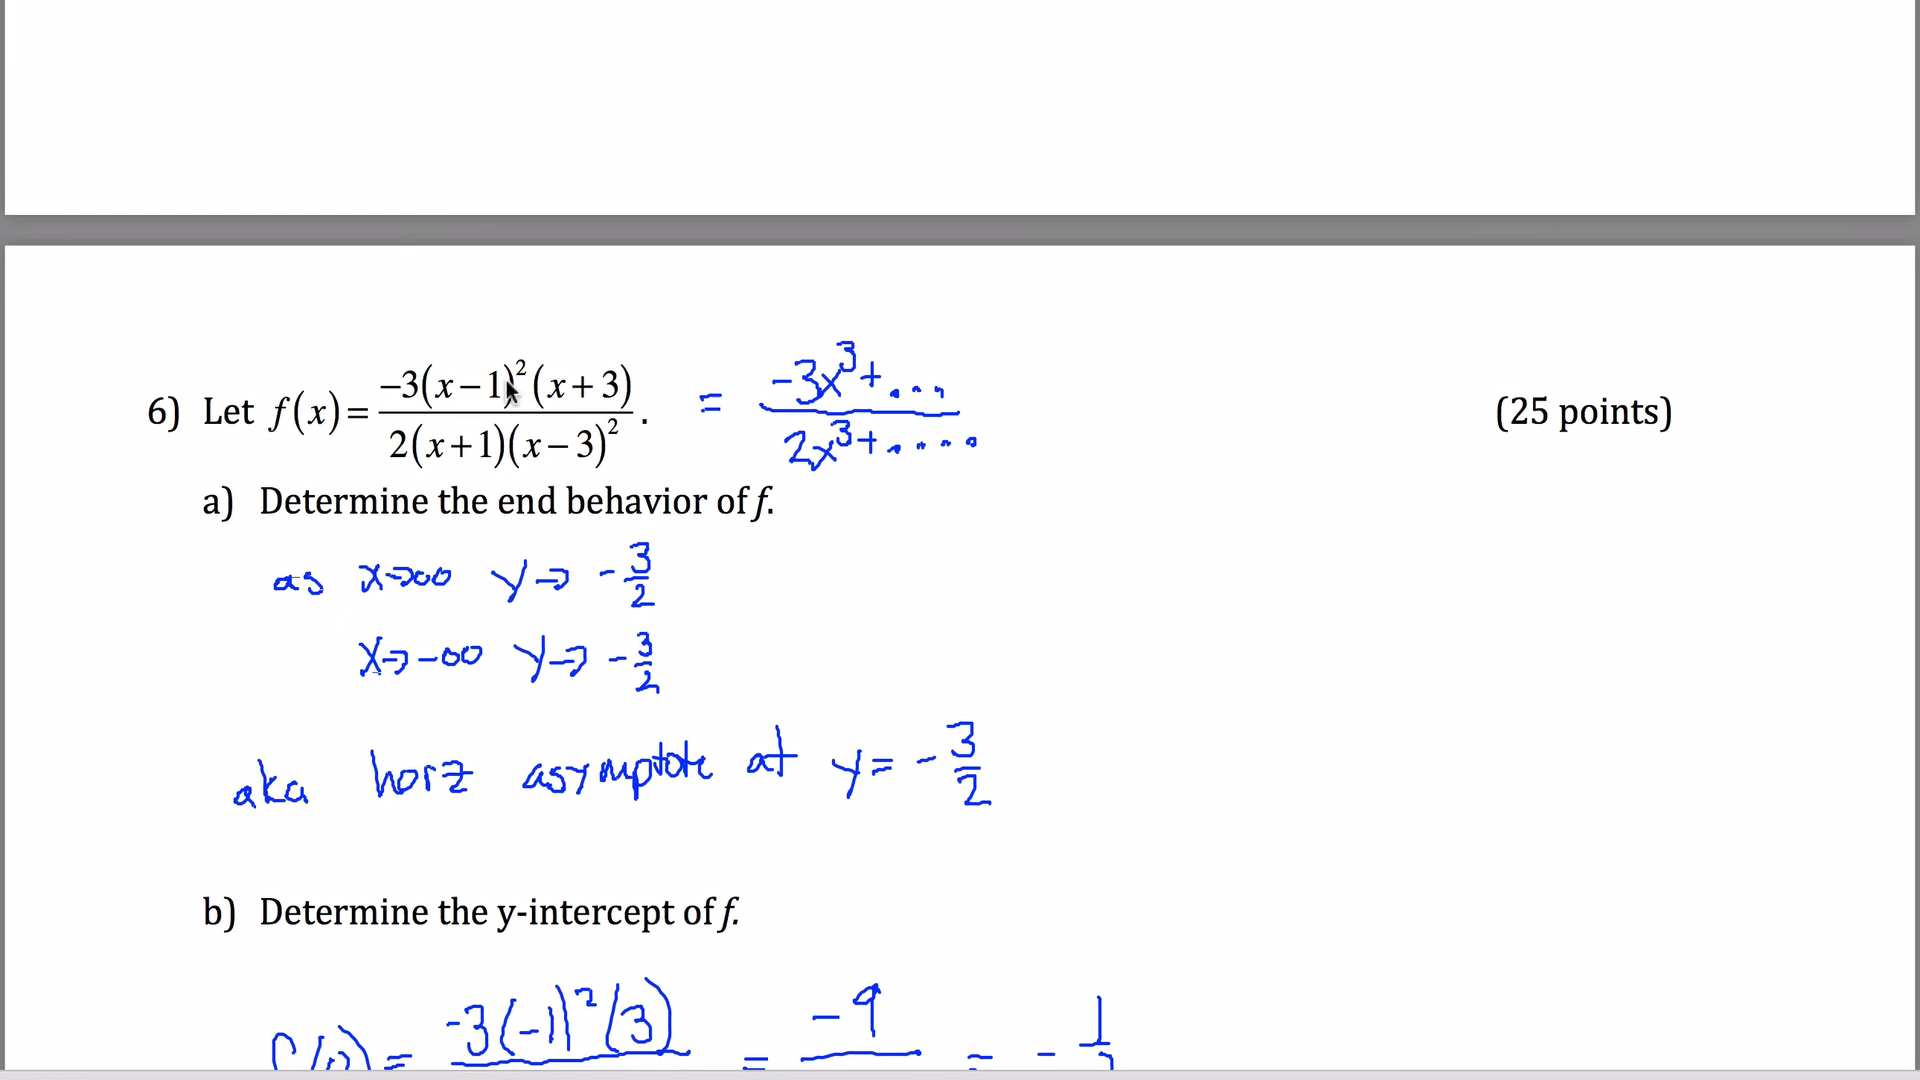 6) Let f(x) = −3(x−1)²(x+3) / 2(x+1)(x−3)² . = -3x³+... / 2x³+.... (25 points)
a) Determine the end behavior of f.
as x→∞ y→ -3/2
x→-∞ y→ -3/2
aka horz asymptote at y = -3/2
b) Determine the y-intercept of f.
-3(-1)²(3) = -9 = - 1